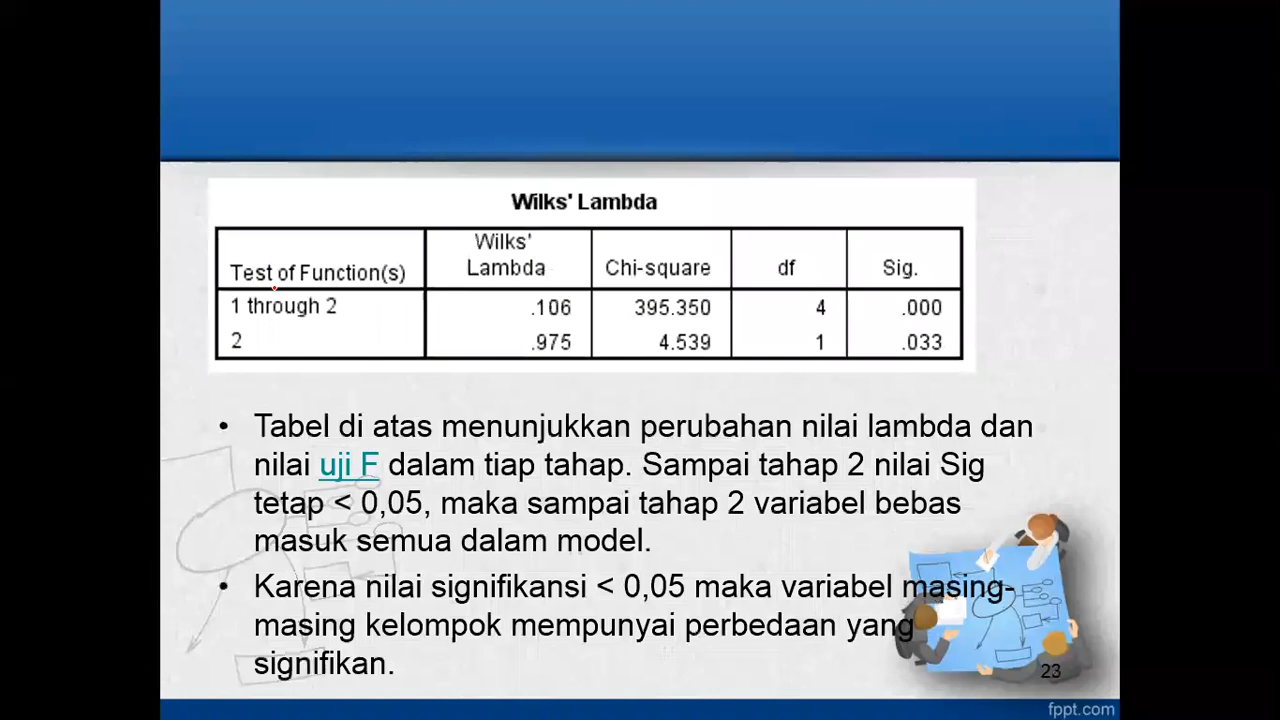 Wilks' Lambda
Test of Function(s) Wilks' Lambda Chi-square df Sig.
1 through 2 .106 395.350 4 .000
2 .975 4.539 1 .033
• Tabel di atas menunjukkan perubahan nilai lambda dan
nilai uji F dalam tiap tahap. Sampai tahap 2 nilai Sig
tetap < 0,05, maka sampai tahap 2 variabel bebas
masuk semua dalam model.
• Karena nilai signifikansi < 0,05 maka variabel masing-
masing kelompok mempunyai perbedaan yang
signifikan.
23
fppt.com